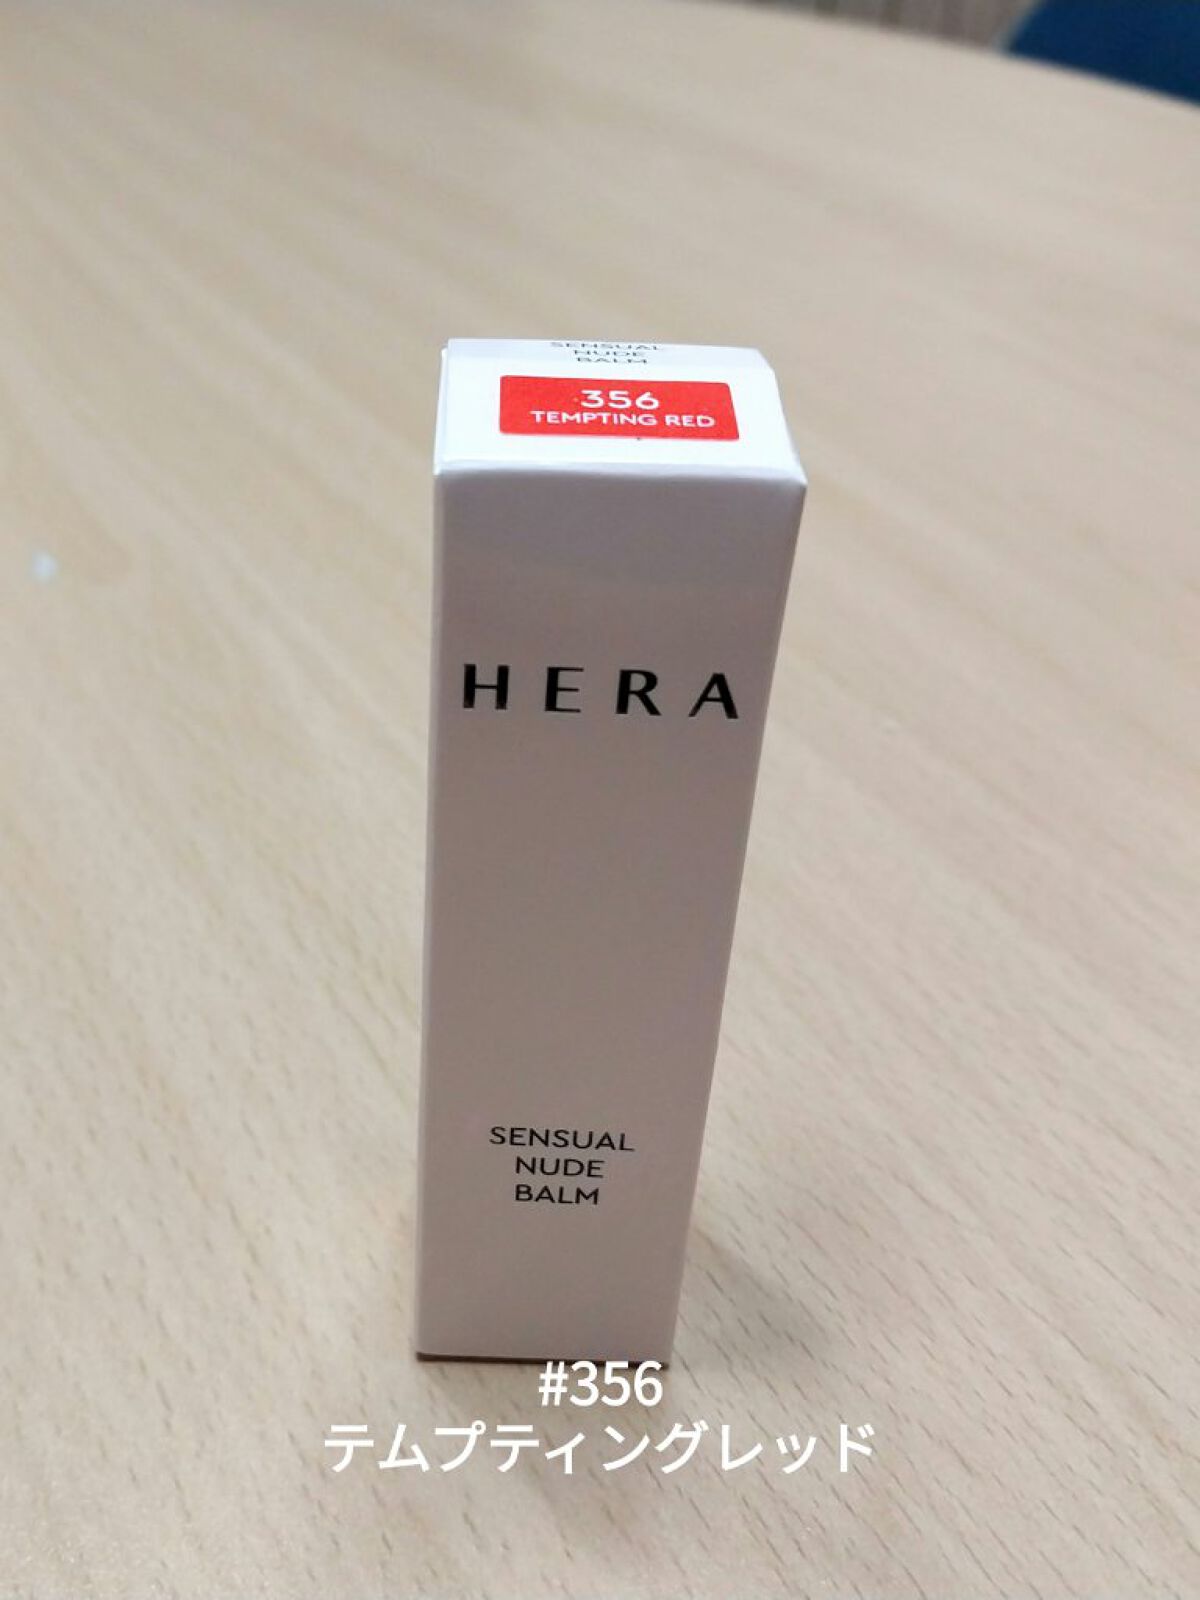 SENSUAL
NUDE
BALM
356
TEMPTING RED
HERA
SENSUAL
NUDE
BALM
#356
テムプティングレッド